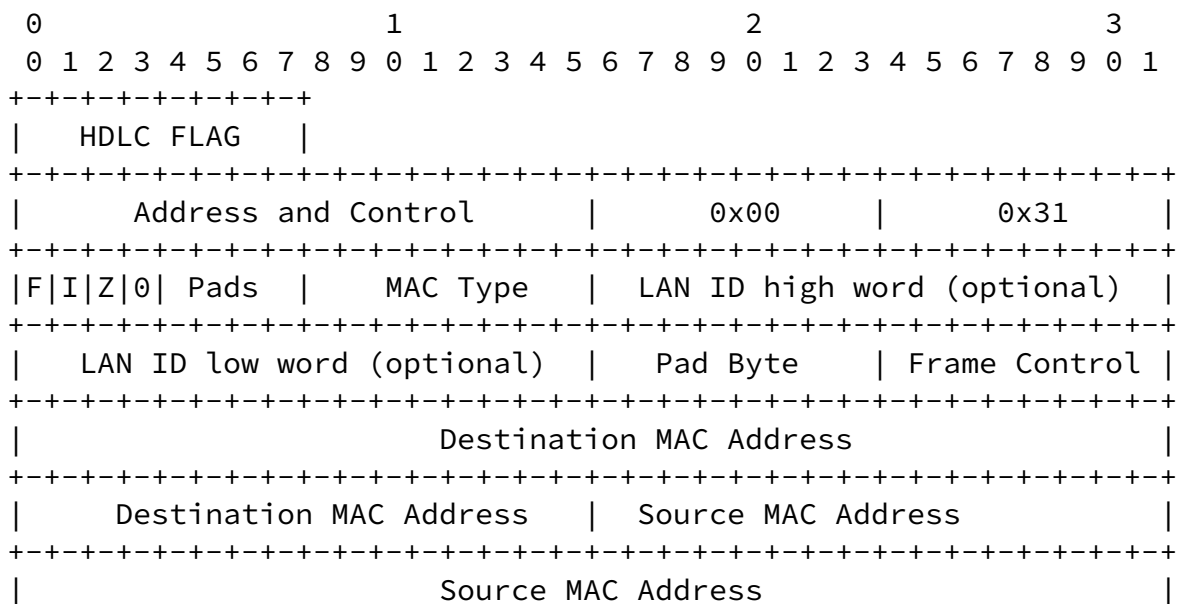 0                   1                   2                   3
 0 1 2 3 4 5 6 7 8 9 0 1 2 3 4 5 6 7 8 9 0 1 2 3 4 5 6 7 8 9 0 1
+-+-+-+-+-+-+-+-+
|   HDLC FLAG   |
+-+-+-+-+-+-+-+-+-+-+-+-+-+-+-+-+-+-+-+-+-+-+-+-+-+-+-+-+-+-+-+-+
|      Address and Control      |      0x00     |      0x31     |
+-+-+-+-+-+-+-+-+-+-+-+-+-+-+-+-+-+-+-+-+-+-+-+-+-+-+-+-+-+-+-+-+
|F|I|Z|0| Pads  |    MAC Type   |  LAN ID high word (optional)  |
+-+-+-+-+-+-+-+-+-+-+-+-+-+-+-+-+-+-+-+-+-+-+-+-+-+-+-+-+-+-+-+-+
|   LAN ID low word (optional)  |   Pad Byte    | Frame Control |
+-+-+-+-+-+-+-+-+-+-+-+-+-+-+-+-+-+-+-+-+-+-+-+-+-+-+-+-+-+-+-+-+
|                       Destination MAC Address                 |
+-+-+-+-+-+-+-+-+-+-+-+-+-+-+-+-+-+-+-+-+-+-+-+-+-+-+-+-+-+-+-+-+
|     Destination MAC Address   |  Source MAC Address           |
+-+-+-+-+-+-+-+-+-+-+-+-+-+-+-+-+-+-+-+-+-+-+-+-+-+-+-+-+-+-+-+-+
|                       Source MAC Address                      |